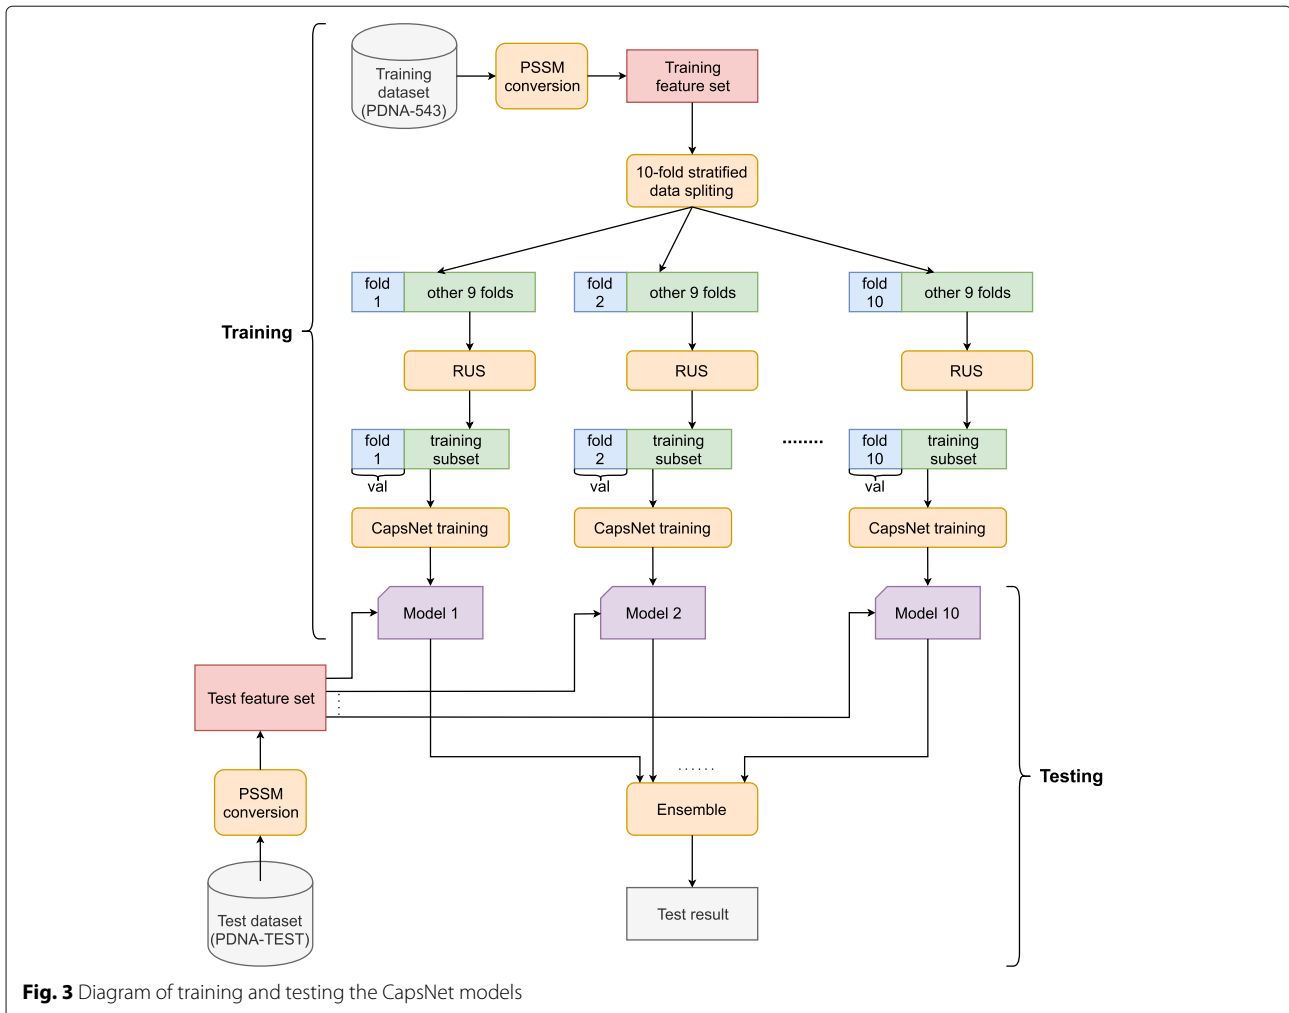 Training
dataset
(PDNA-543)
PSSM
conversion
Training
feature set
10-fold stratified
data spliting
fold
1
other 9 folds
fold
2
other 9 folds
fold
10
other 9 folds
Training
RUS
RUS
RUS
fold
1
training
subset
val
fold
2
training
subset
val
........
fold
10
training
subset
val
CapsNet training
CapsNet training
CapsNet training
Model 1
Model 2
Model 10
Test feature set
......
PSSM
conversion
Ensemble
Testing
Test dataset
(PDNA-TEST)
Test result
Fig. 3 Diagram of training and testing the CapsNet models